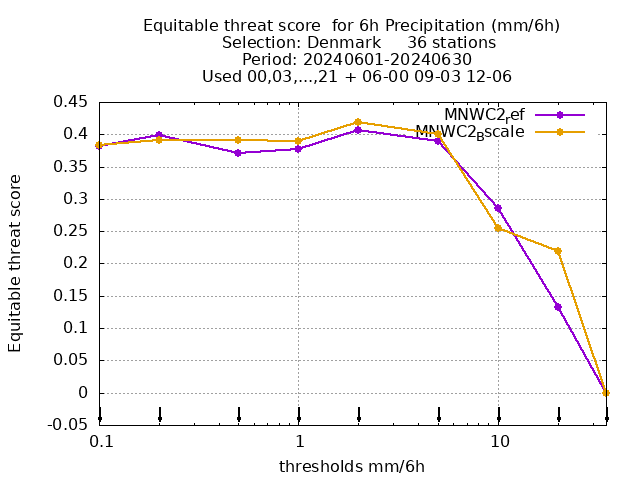 Equitable threat score  for 6h Precipitation (mm/6h)
Selection: Denmark     36 stations
Period: 20240601-20240630
Used 00,03,...,21 + 06-00 09-03 12-06
MNWC2_ref
MNWC2_Bscale
Equitable threat score
0.45
0.4
0.35
0.3
0.25
0.2
0.15
0.1
0.05
0
-0.05
0.1
1
10
thresholds mm/6h